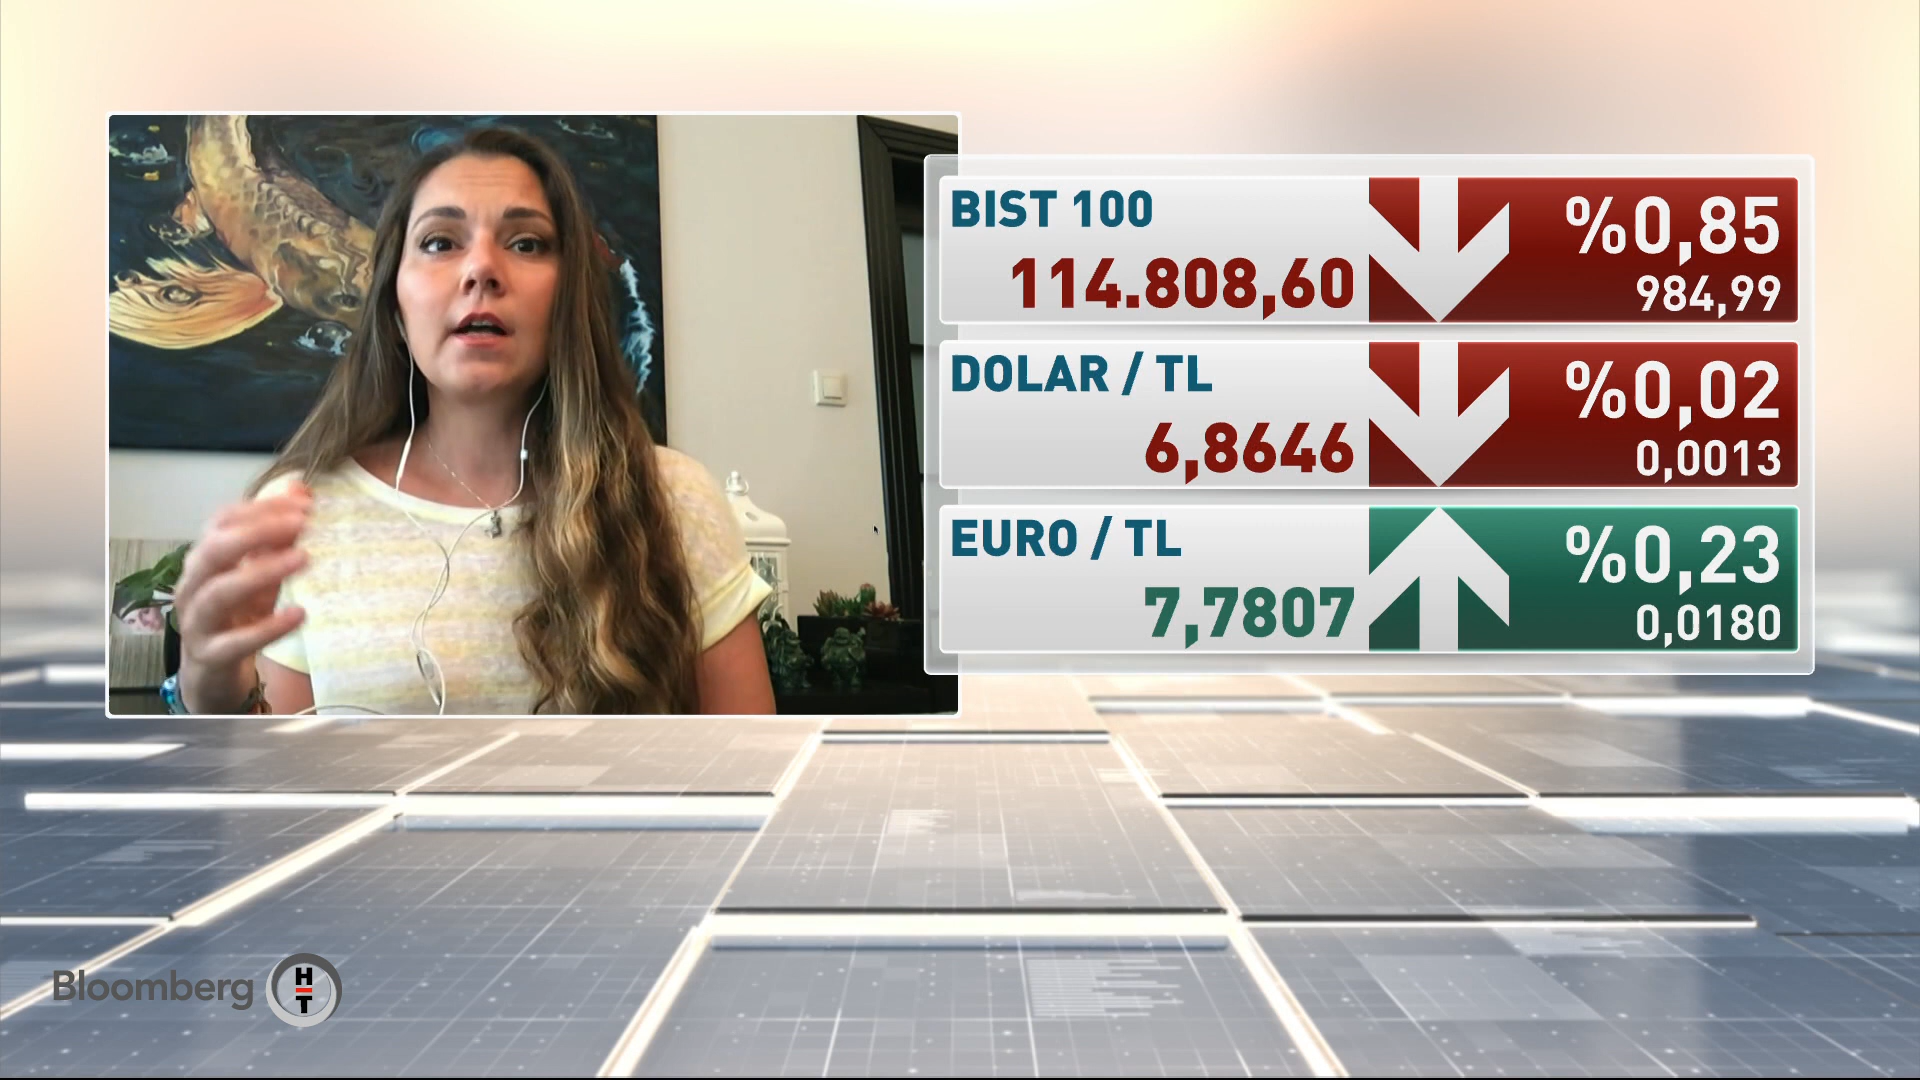 BIST 100
114.808,60
%0,85
984,99
DOLAR / TL
6,8646
%0,02
0,0013
EURO / TL
7,7807
%0,23
0,0180
Bloomberg HT